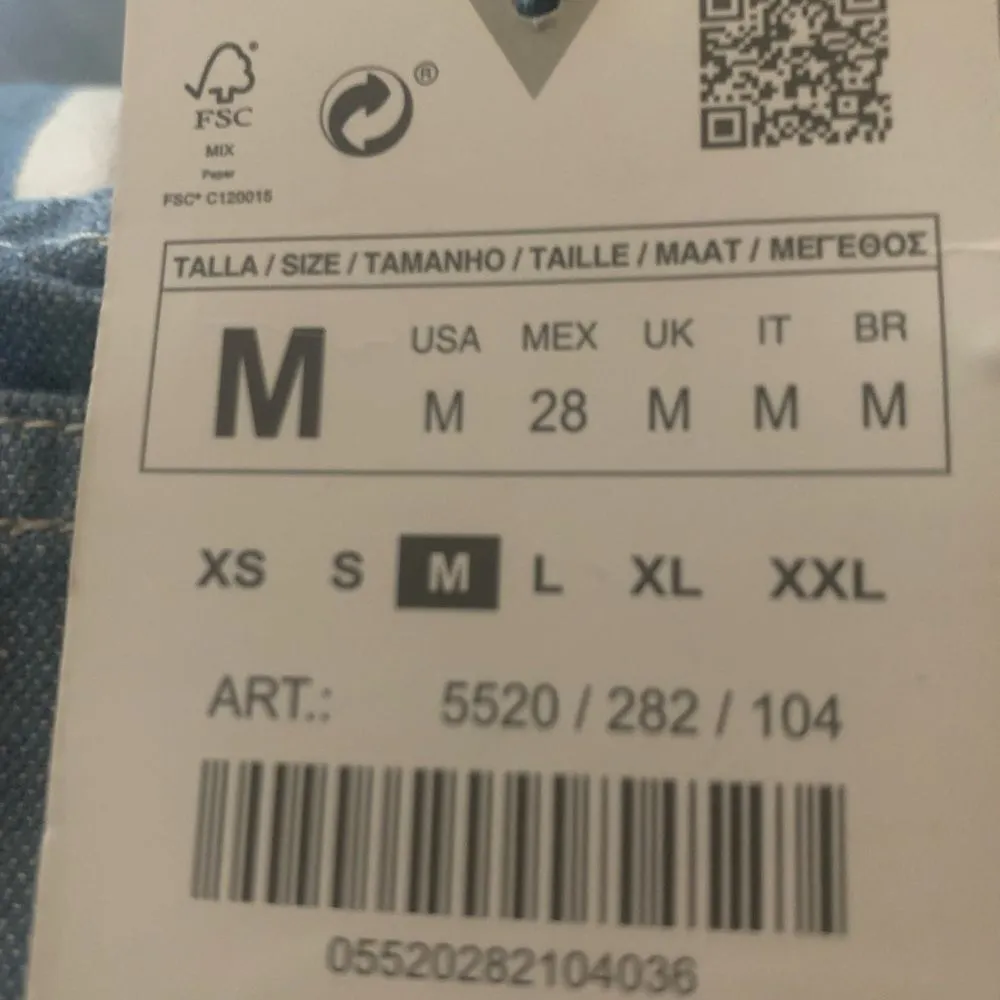 FSC
®
MIX
Paper
FSC® C120015
TALLA / SIZE / TAMANHO / TAILLE / MAAT / ΜΕΓΕΘΟΣ
M
USA MEX UK IT BR
M 28 M M M
XS S M L XL XXL
ART.: 5520 / 282 / 104
05520282104036